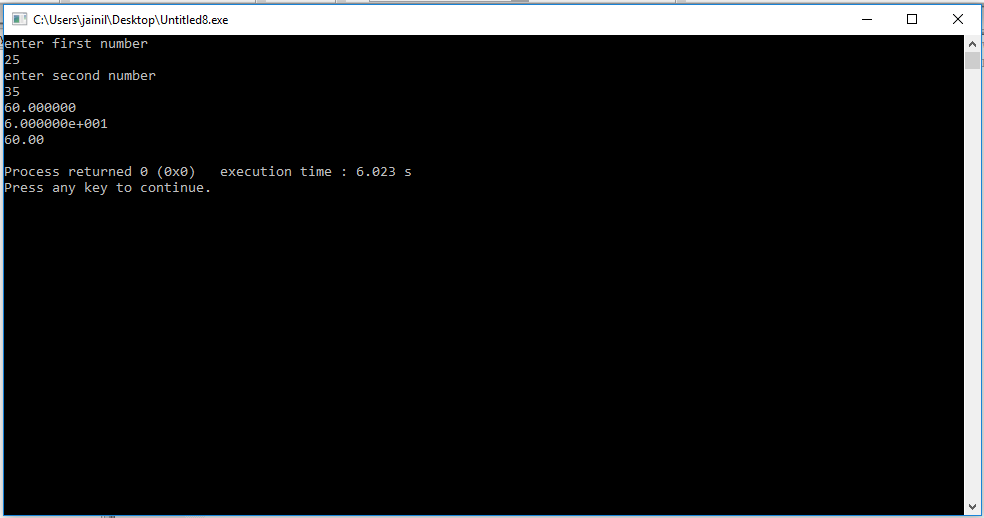 C:\Users\jainil\Desktop\Untitled8.exe
enter first number
25
enter second number
35
60.000000
6.000000e+001
60.00
Process returned 0 (0x0)   execution time : 6.023 s
Press any key to continue.